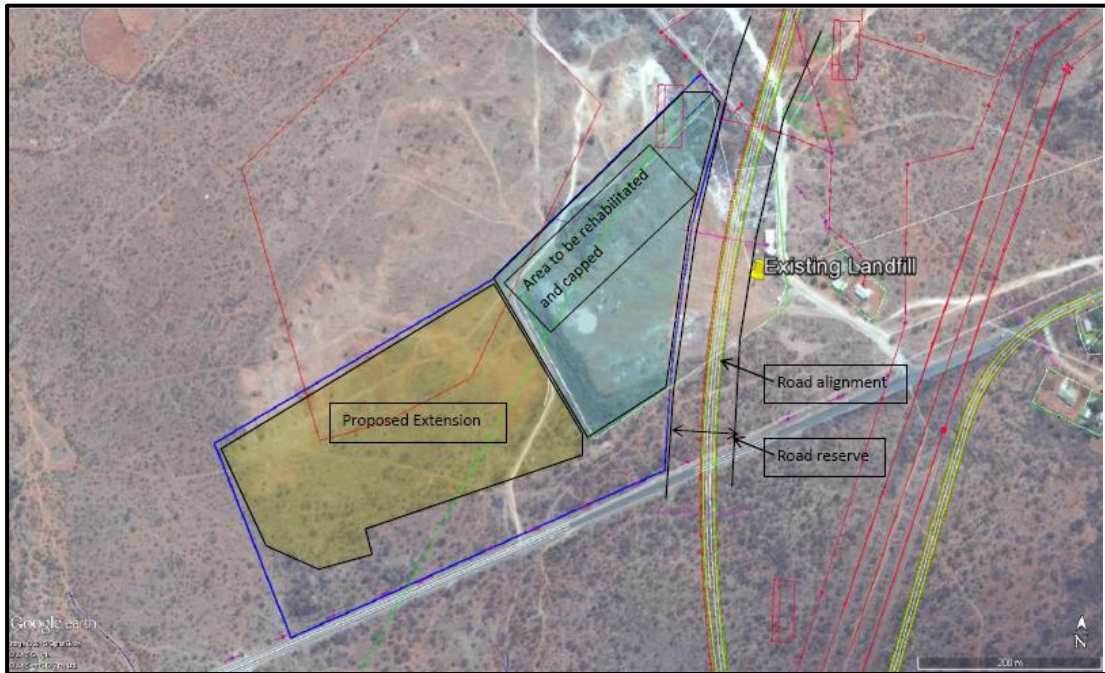 Area to be rehabilitated
and capped
Existing Landfill
Road alignment
Proposed Extension
Road reserve
Google earth
N
200 m